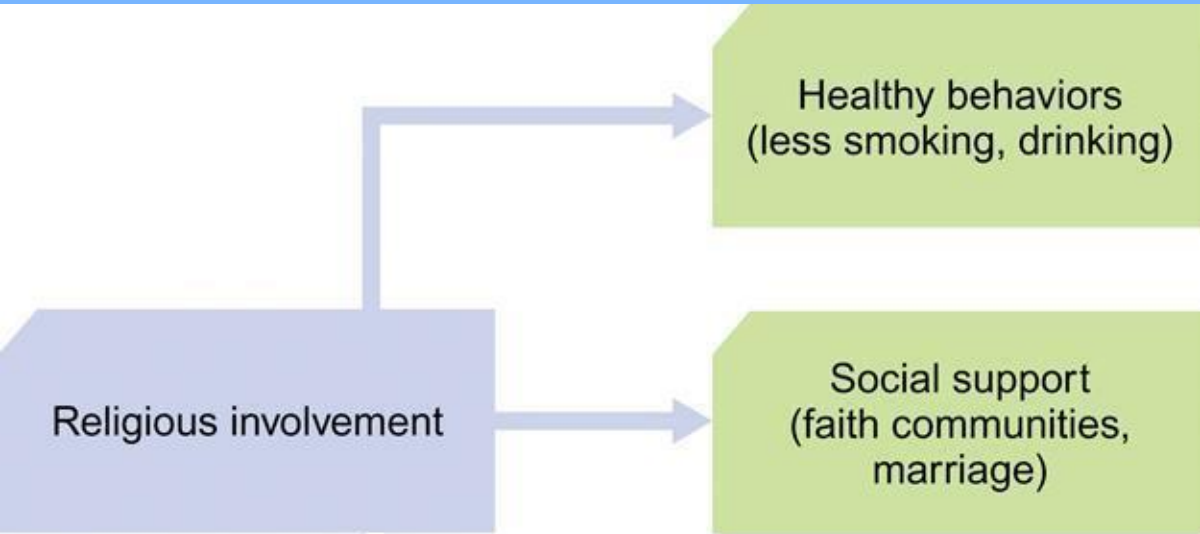 Healthy behaviors
(less smoking, drinking)
Religious involvement
Social support
(faith communities,
marriage)